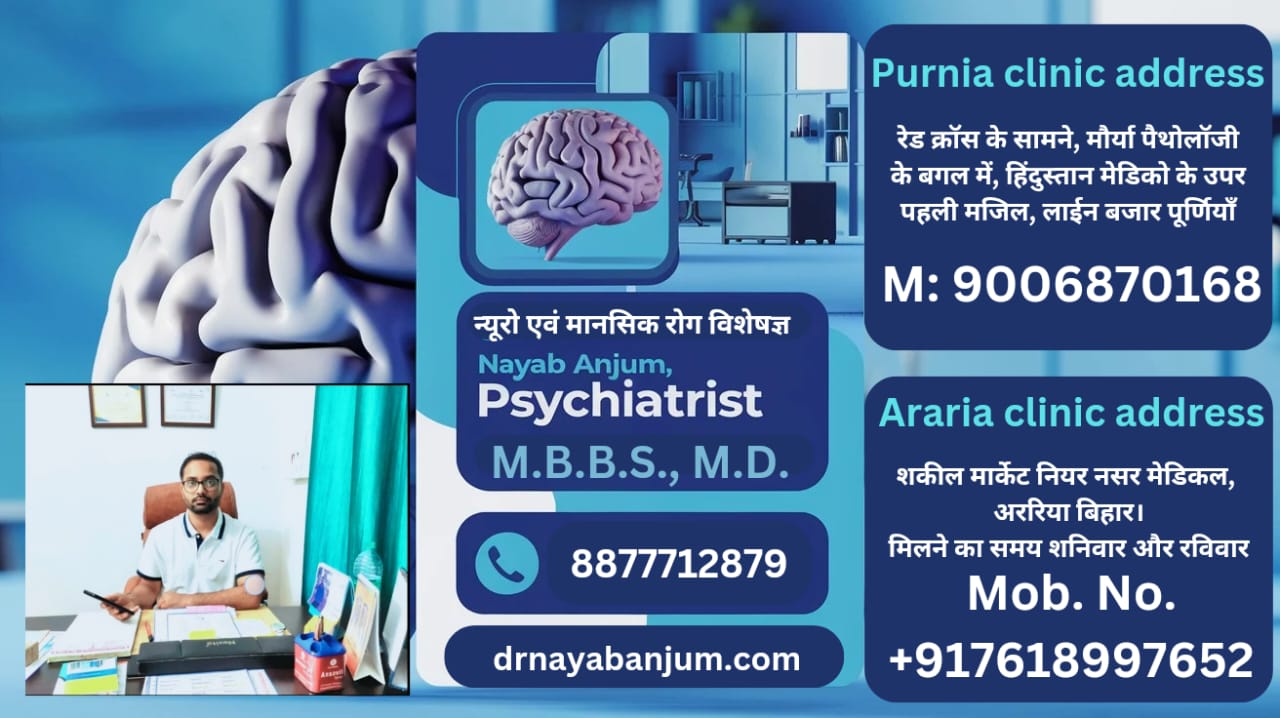 न्यूरो एवं मानसिक रोग विशेषज्ञ
Nayab Anjum,
Psychiatrist
M.B.B.S., M.D.
8877712879
drnayabanjum.com
Purnia clinic address
रेड क्रॉस के सामने, मौर्या पैथोलॉजी
के बगल में, हिंदुस्तान मेडिको के उपर
पहली मजिल, लाईन बजार पूर्णियाँ
M: 9006870168
Araria clinic address
शकील मार्केट नियर नसर मेडिकल,
अररिया बिहार।
मिलने का समय शनिवार और रविवार
Mob. No.
+917618997652